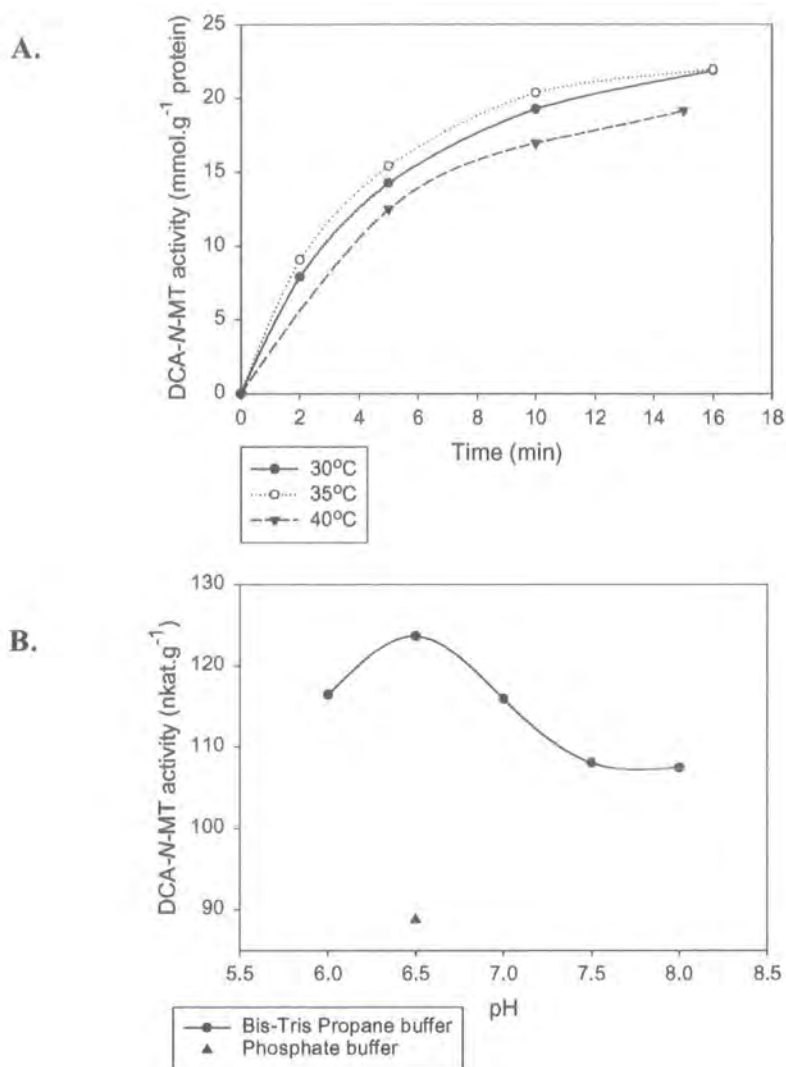 A.
DCA-N-MT activity (mmol.g⁻¹ protein)
25
20
15
10
5
0
0 2 4 6 8 10 12 14 16 18
Time (min)
30°C
35°C
40°C
B.
DCA-N-MT activity (nkat.g⁻¹)
130
120
110
100
90
5.5 6.0 6.5 7.0 7.5 8.0 8.5
pH
Bis-Tris Propane buffer
Phosphate buffer